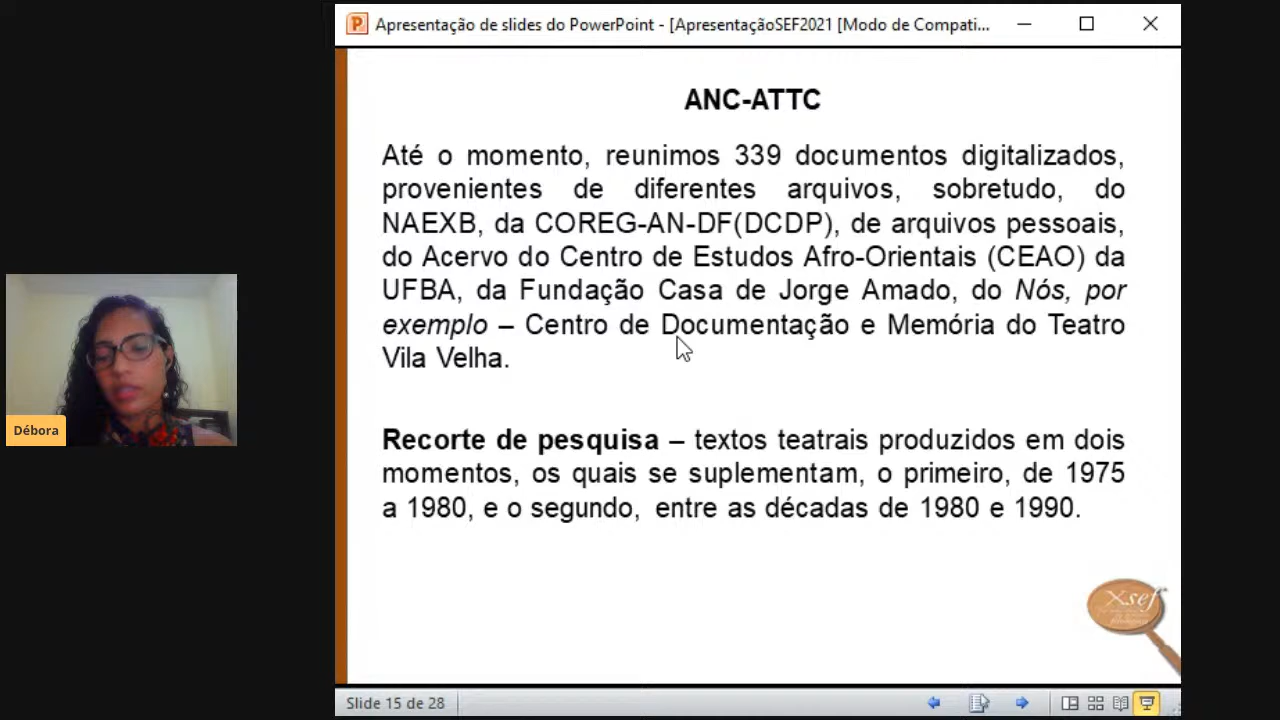 Apresentação de slides do PowerPoint - [ApresentaçãoSEF2021 [Modo de Compati...
ANC-ATTC
Até o momento, reunimos 339 documentos digitalizados,
provenientes de diferentes arquivos, sobretudo, do
NAEXB, da COREG-AN-DF(DCDP), de arquivos pessoais,
do Acervo do Centro de Estudos Afro-Orientais (CEAO) da
UFBA, da Fundação Casa de Jorge Amado, do Nós, por
exemplo – Centro de Documentação e Memória do Teatro
Vila Velha.
Débora
Recorte de pesquisa – textos teatrais produzidos em dois
momentos, os quais se suplementam, o primeiro, de 1975
a 1980, e o segundo, entre as décadas de 1980 e 1990.
Xsef
Slide 15 de 28